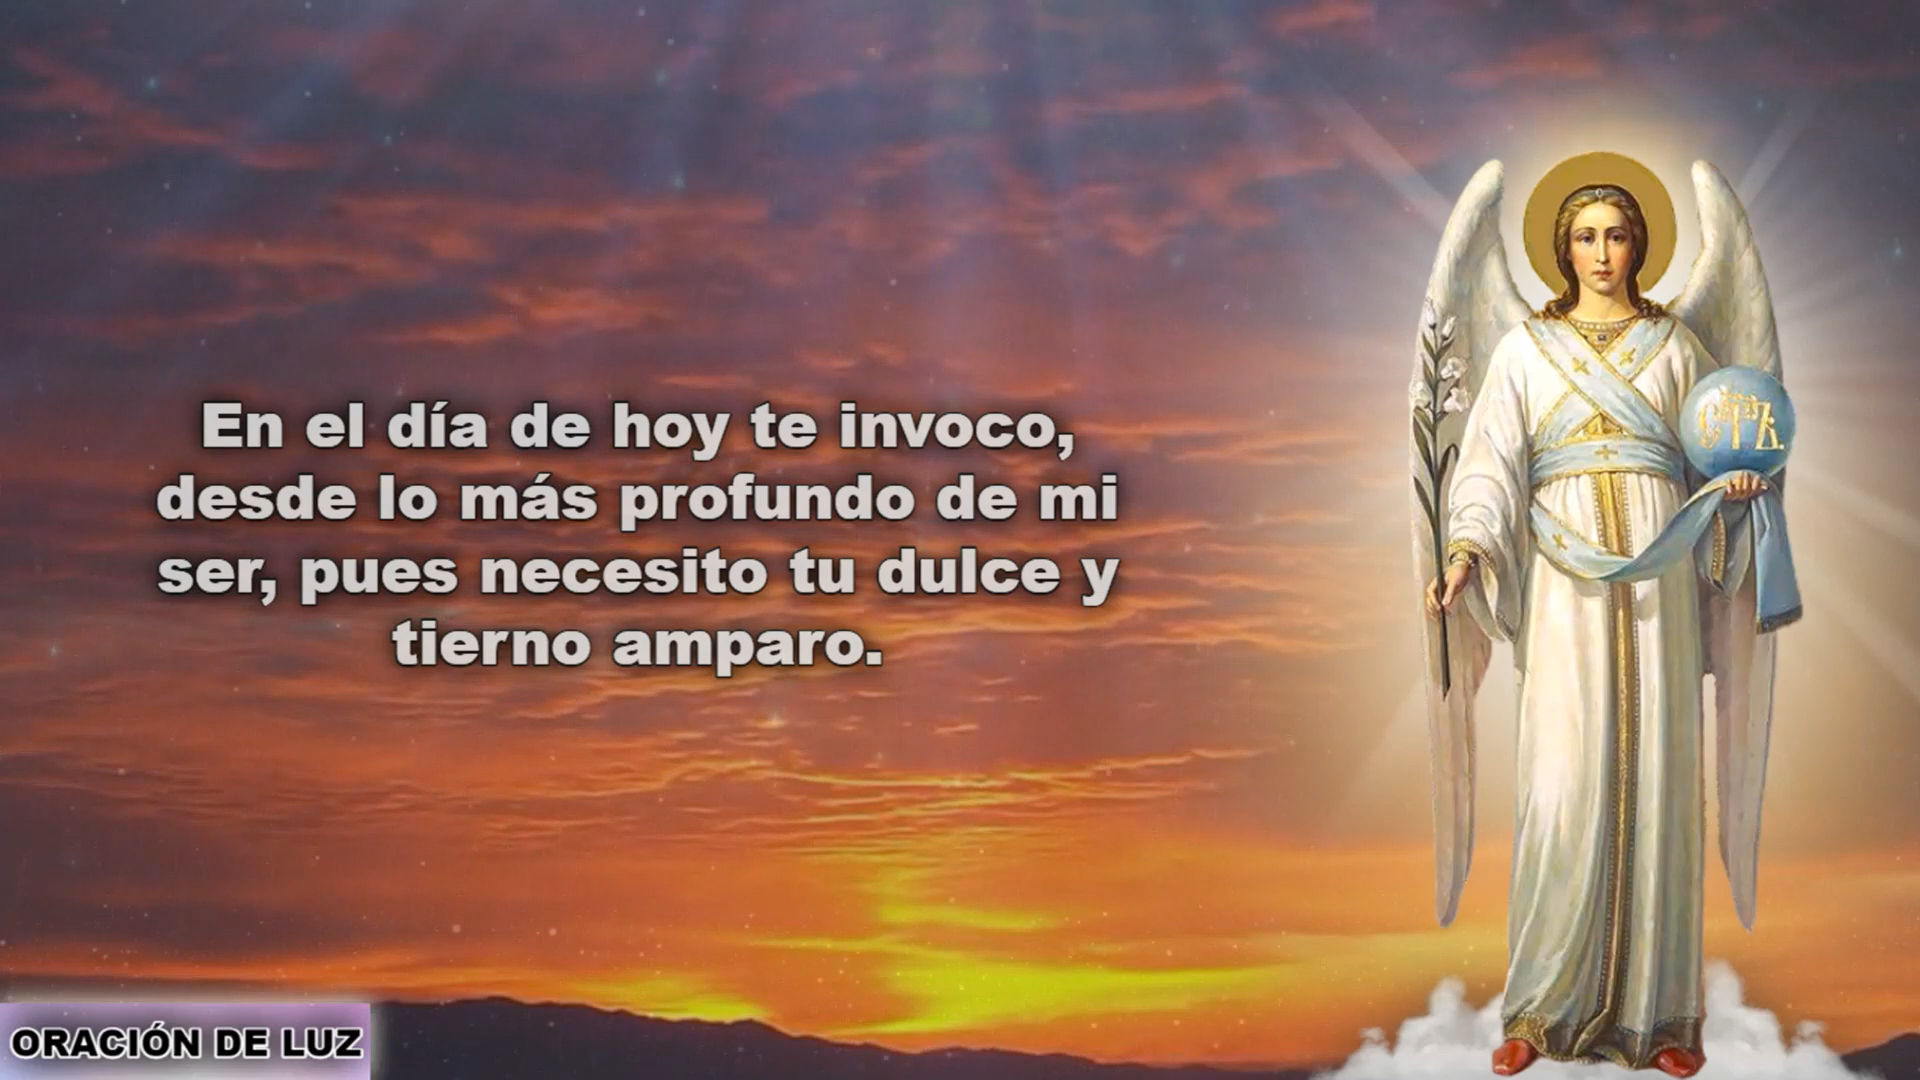 En el día de hoy te invoco,
desde lo más profundo de mi
ser, pues necesito tu dulce y
tierno amparo.
ORACIÓN DE LUZ